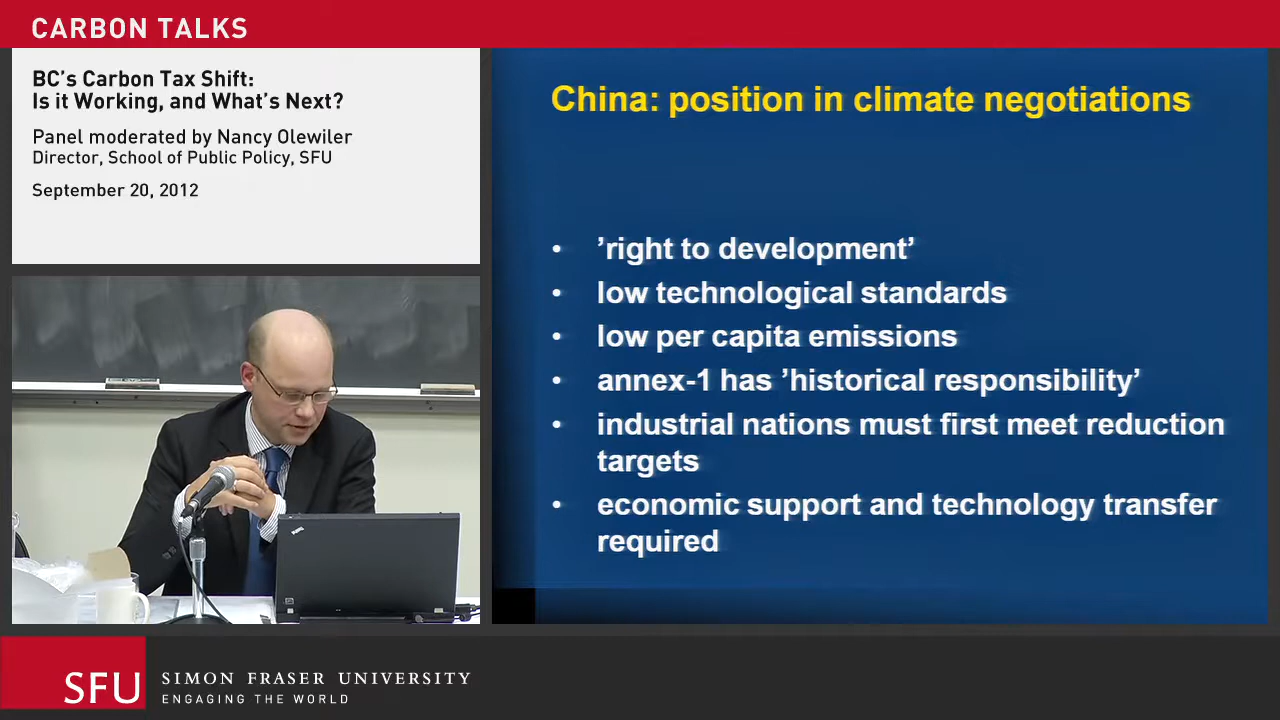 CARBON TALKS
BC's Carbon Tax Shift:
Is it Working, and What's Next?
Panel moderated by Nancy Olewiler
Director, School of Public Policy, SFU
September 20, 2012
China: position in climate negotiations
• ’right to development’
• low technological standards
• low per capita emissions
• annex-1 has ’historical responsibility’
• industrial nations must first meet reduction
targets
• economic support and technology transfer
required
SFU
SIMON FRASER UNIVERSITY
ENGAGING THE WORLD